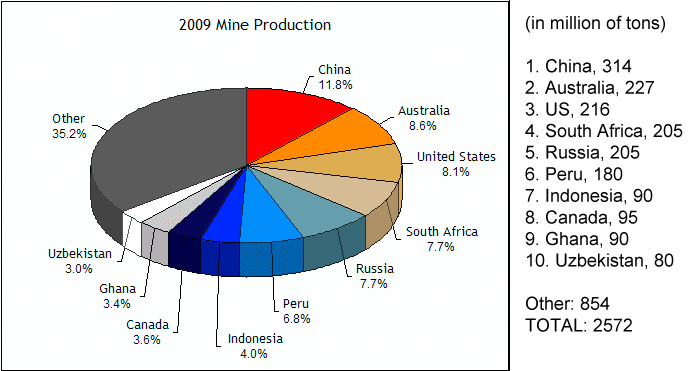 2009 Mine Production
China
11.8%
Australia
8.6%
United States
8.1%
South Africa
7.7%
Russia
7.7%
Peru
6.8%
Indonesia
4.0%
Canada
3.6%
Ghana
3.4%
Uzbekistan
3.0%
Other
35.2%
(in million of tons)
1. China, 314
2. Australia, 227
3. US, 216
4. South Africa, 205
5. Russia, 205
6. Peru, 180
7. Indonesia, 90
8. Canada, 95
9. Ghana, 90
10. Uzbekistan, 80
Other: 854
TOTAL: 2572